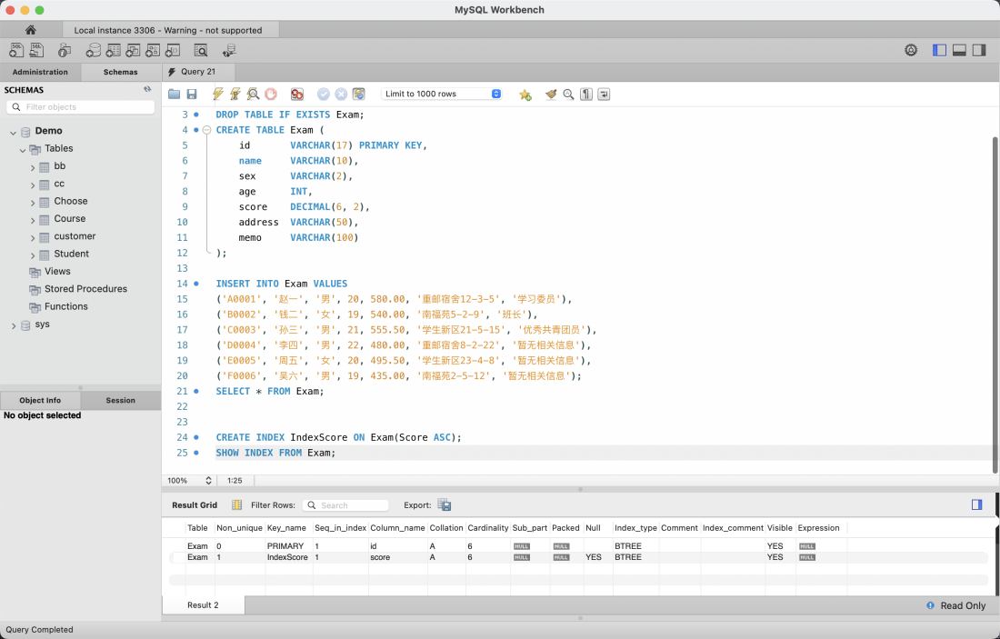 MySQL Workbench
Local instance 3306 - Warning - not supported
Administration Schemas Query 21
SCHEMAS
Filter objects
Demo
Tables
bb
cc
Choose
Course
customer
Student
Views
Stored Procedures
Functions
sys
Object Info Session
No object selected
Limit to 1000 rows
3 DROP TABLE IF EXISTS Exam;
4 CREATE TABLE Exam (
5 id VARCHAR(17) PRIMARY KEY,
6 name VARCHAR(10),
7 sex VARCHAR(2),
8 age INT,
9 score DECIMAL(6, 2),
10 address VARCHAR(50),
11 memo VARCHAR(100)
12 );
13
14 INSERT INTO Exam VALUES
15 ('A0001', '赵一', '男', 20, 580.00, '重邮宿舍12-3-5', '学习委员'),
16 ('B0002', '钱二', '女', 19, 540.00, '南福苑5-2-9', '班长'),
17 ('C0003', '孙三', '男', 21, 555.50, '学生新区21-5-15', '优秀共青团员'),
18 ('D0004', '李四', '男', 22, 480.00, '重邮宿舍8-2-22', '暂无相关信息'),
19 ('E0005', '周五', '女', 20, 495.50, '学生新区23-4-8', '暂无相关信息'),
20 ('F0006', '吴六', '男', 19, 435.00, '南福苑2-5-12', '暂无相关信息');
21 SELECT * FROM Exam;
22
23
24 CREATE INDEX IndexScore ON Exam(Score ASC);
25 SHOW INDEX FROM Exam;
100% 1:25
Result Grid Filter Rows: Search Export:
Table Non_unique Key_name Seq_in_index Column_name Collation Cardinality Sub_part Packed Null Index_type Comment Index_comment Visible Expression
Exam 0 PRIMARY 1 id A 6 NULL NULL BTREE YES NULL
Exam 1 IndexScore 1 score A 6 NULL NULL YES BTREE YES NULL
Result 2 Read Only
Query Completed